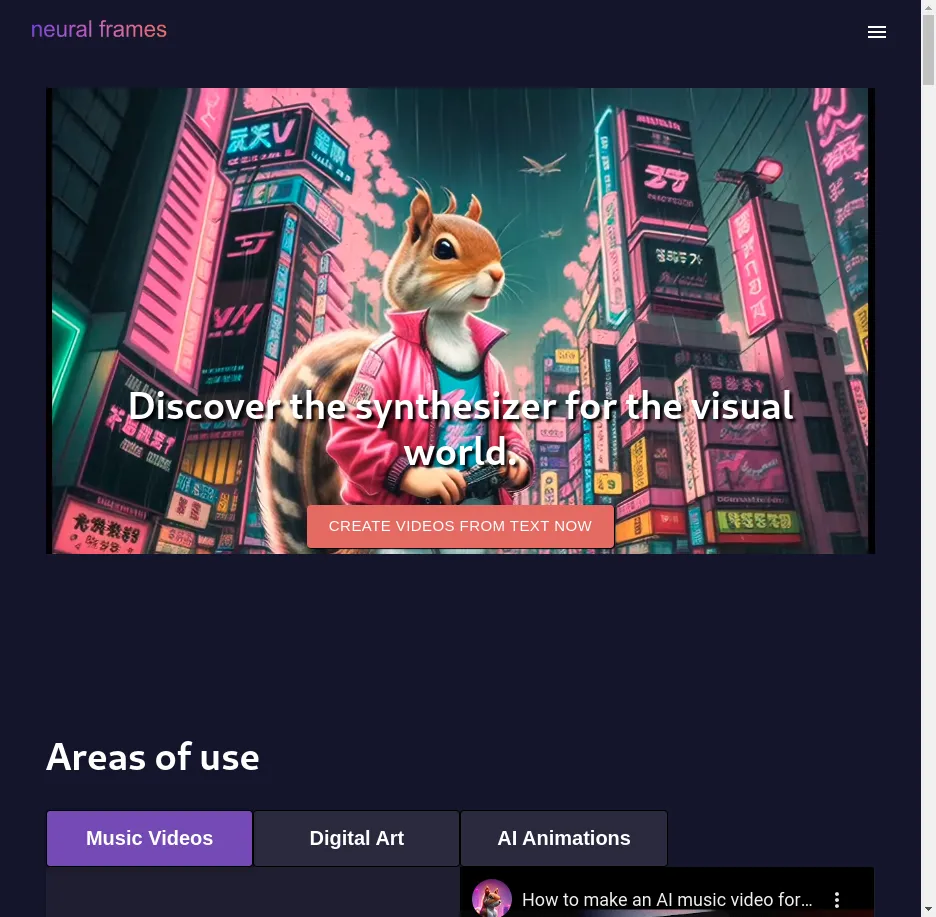 neural frames
Discover the synthesizer for the visual
world.
CREATE VIDEOS FROM TEXT NOW
Areas of use
Music Videos
Digital Art
AI Animations
How to make an AI music video for…